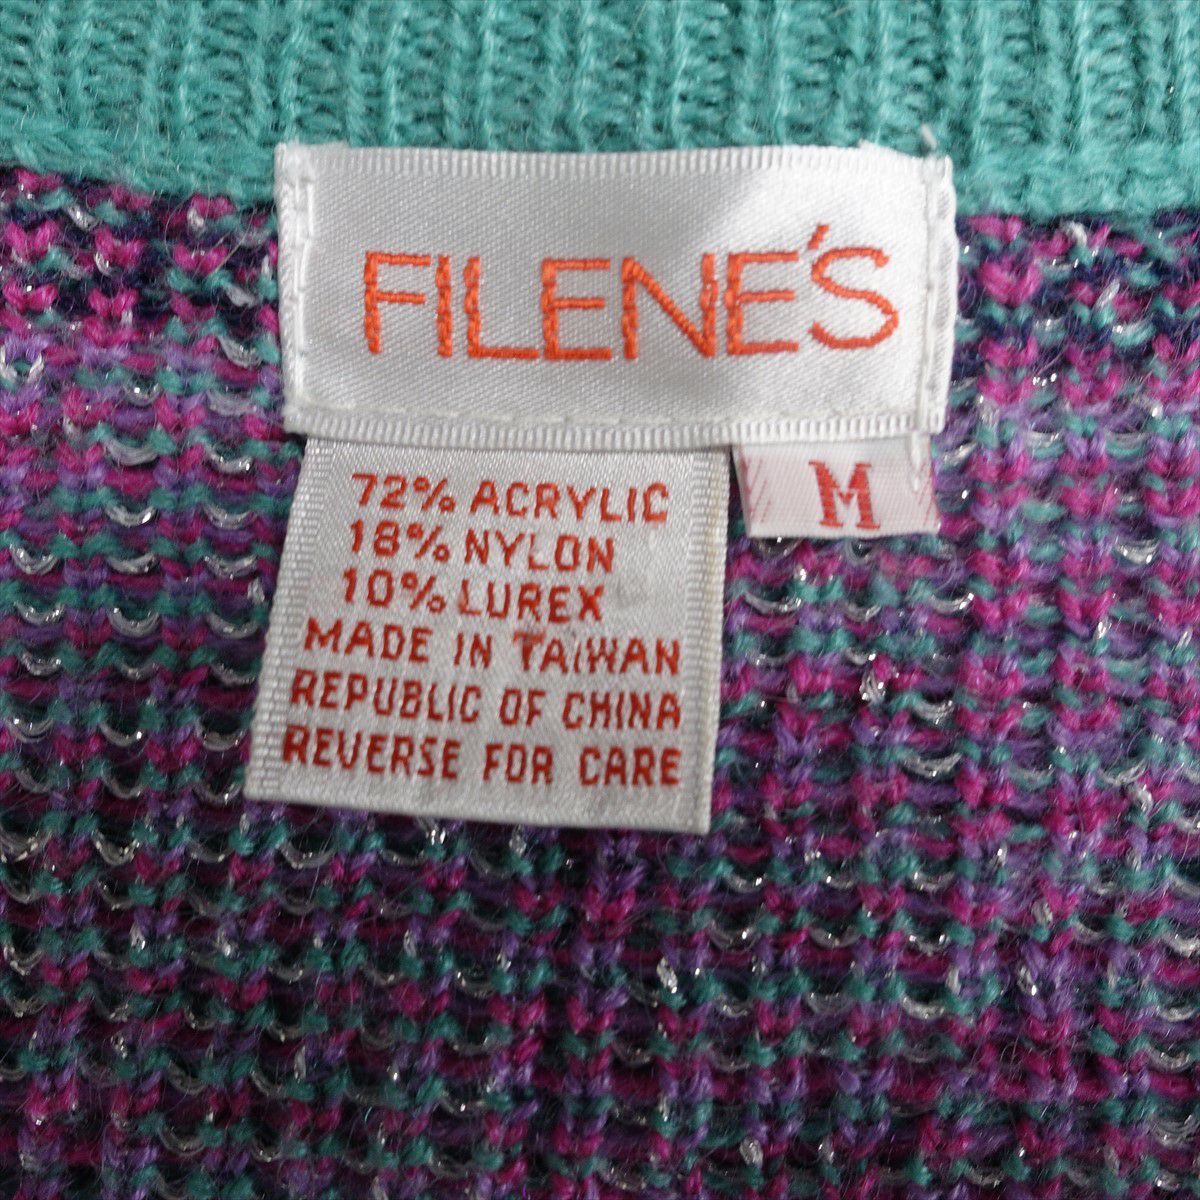 FILENE'S
M
72% ACRYLIC
18% NYLON
10% LUREX
MADE IN TAIWAN
REPUBLIC OF CHINA
REVERSE FOR CARE